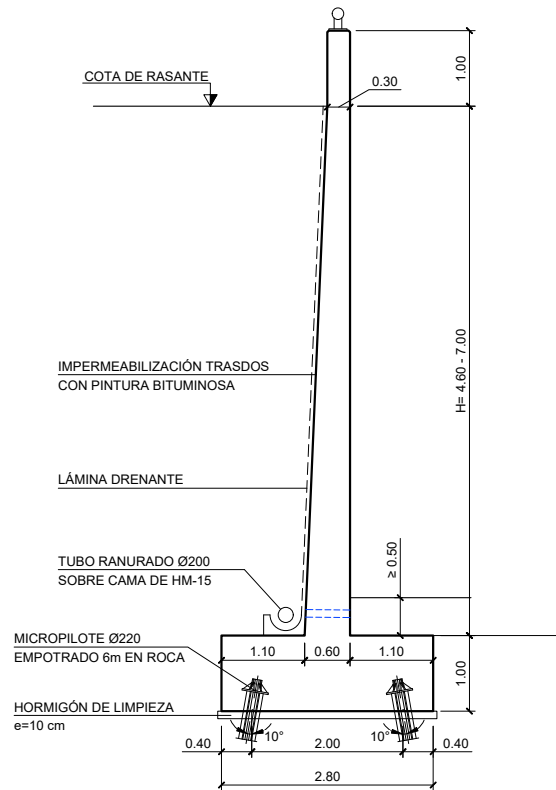 1.00
COTA DE RASANTE
0.30
H= 4.60 - 7.00
IMPERMEABILIZACIÓN TRASDOS
CON PINTURA BITUMINOSA
LÁMINA DRENANTE
≥ 0.50
TUBO RANURADO Ø200
SOBRE CAMA DE HM-15
MICROPILOTE Ø220
EMPOTRADO 6m EN ROCA
1.10 0.60 1.10
1.00
HORMIGÓN DE LIMPIEZA
e=10 cm
10° 10°
0.40 2.00 0.40
2.80